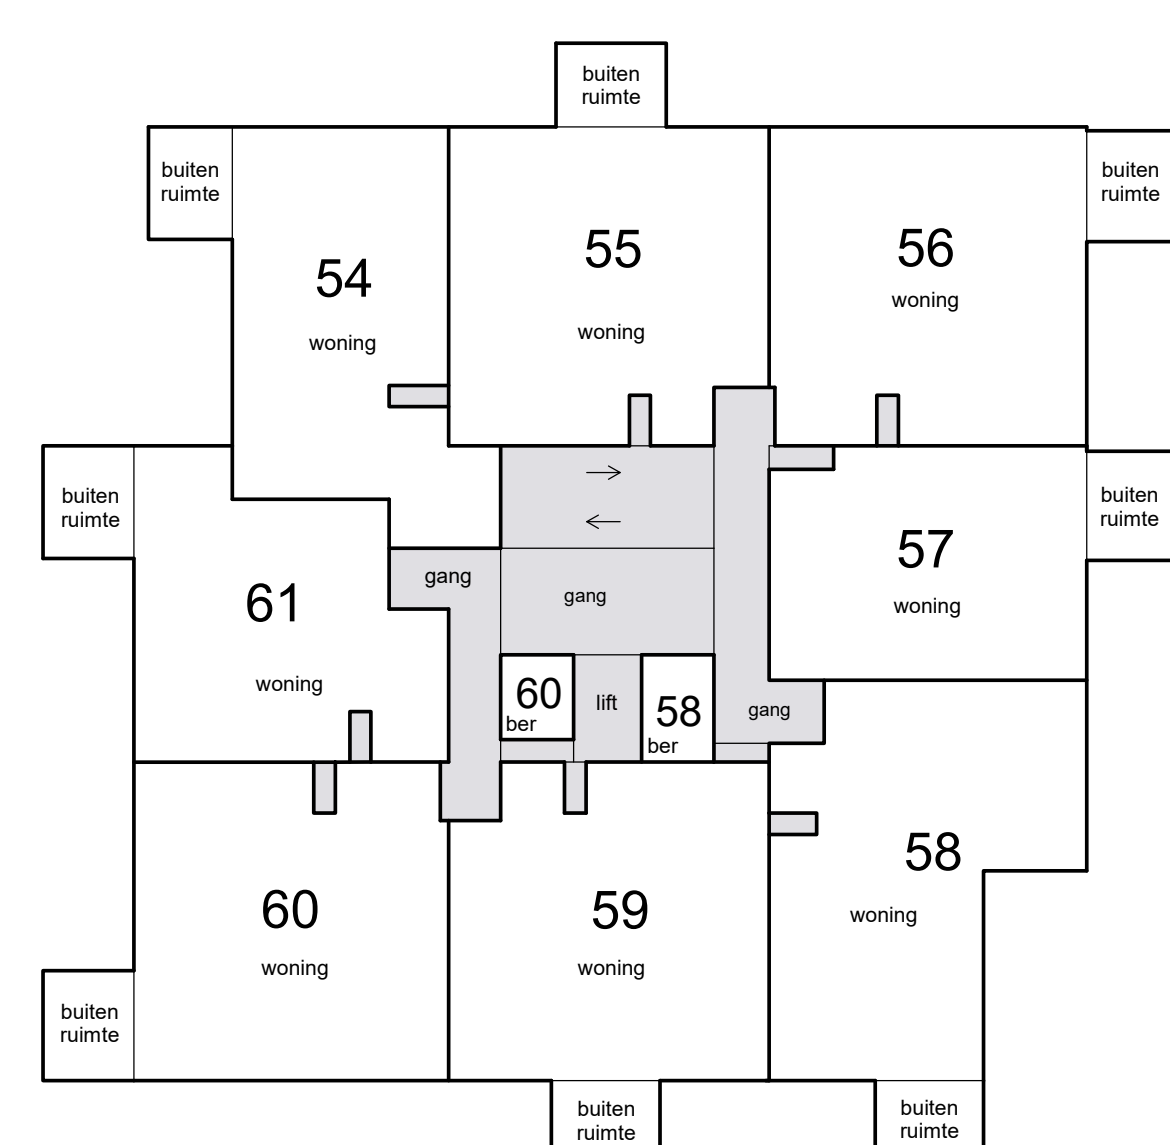 buiten
ruimte
buiten
ruimte
buiten
ruimte
55
56
54
woning
woning
woning
buiten
ruimte
buiten
ruimte
57
gang
gang
61
woning
woning
60
ber
lift
58
ber
gang
58
60
59
woning
woning
woning
buiten
ruimte
buiten
ruimte
buiten
ruimte